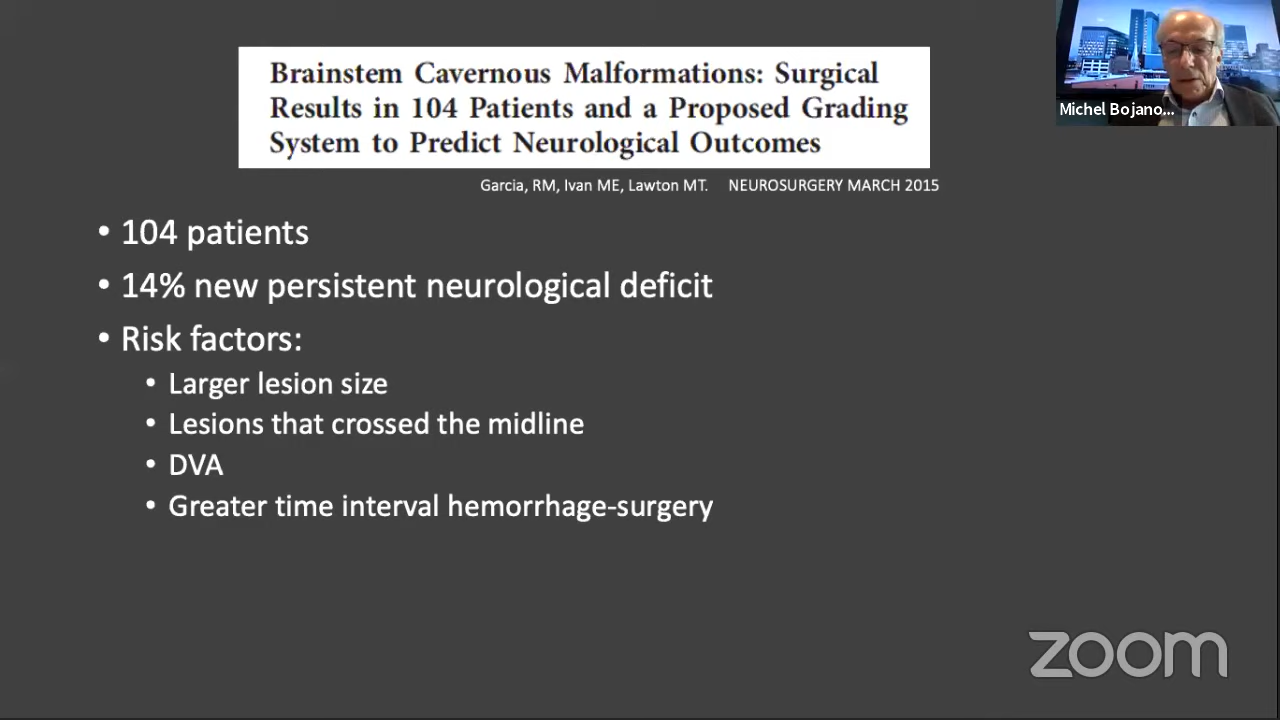 Brainstem Cavernous Malformations: Surgical
Results in 104 Patients and a Proposed Grading
System to Predict Neurological Outcomes
Garcia, RM, Ivan ME, Lawton MT. NEUROSURGERY MARCH 2015
• 104 patients
• 14% new persistent neurological deficit
• Risk factors:
• Larger lesion size
• Lesions that crossed the midline
• DVA
• Greater time interval hemorrhage-surgery
Michel Bojano...
zoom